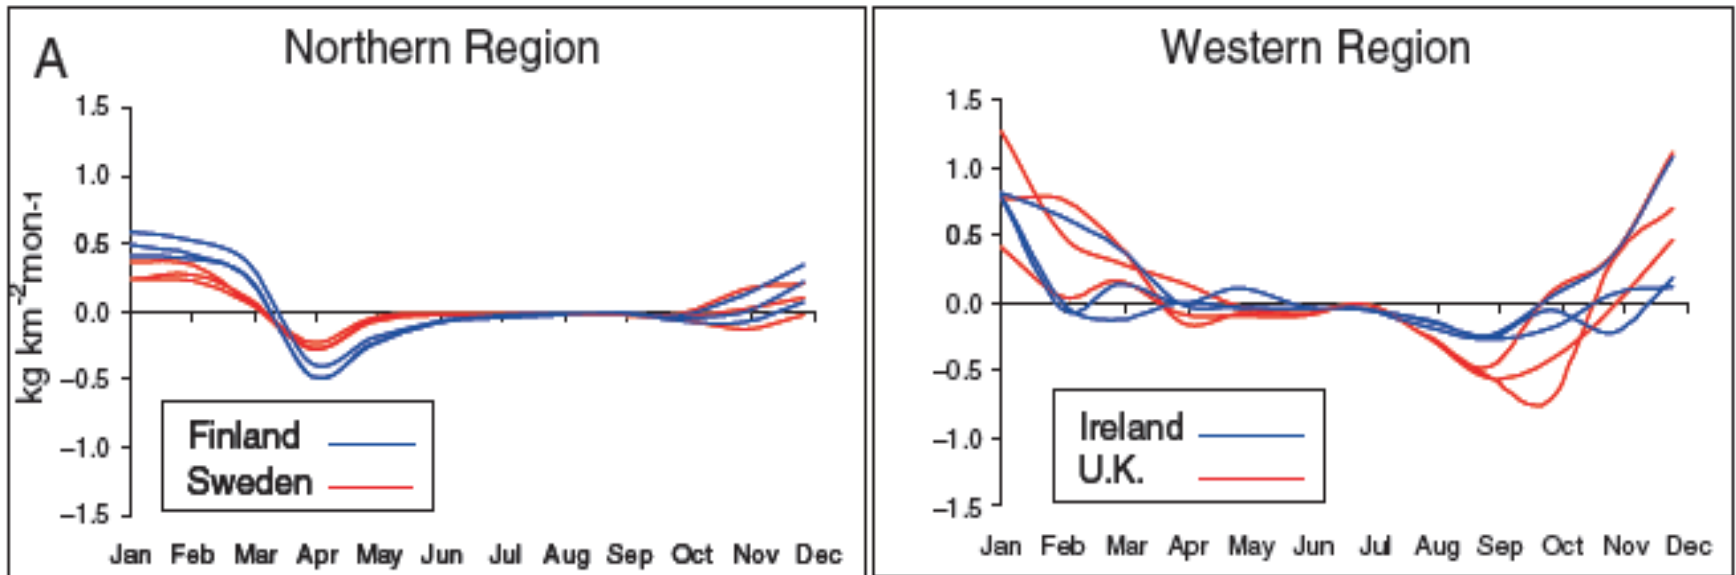 A
Northern Region
1.5
1.0
0.5
0.0
−0.5
−1.0
−1.5
kg km⁻²mon-1
Finland
Sweden
Jan Feb Mar Apr May Jun Jul Aug Sep Oct Nov Dec
Western Region
1.5
1.0
0.5
0.0
−0.5
−1.0
−1.5
Ireland
U.K.
Jan Feb Mar Apr May Jun Jul Aug Sep Oct Nov Dec